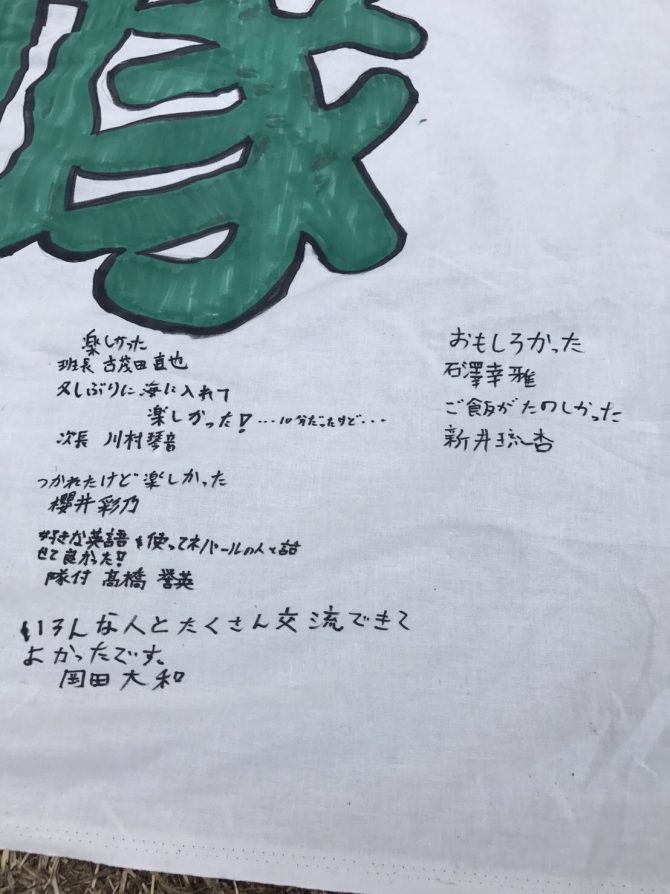 隊
楽しかった
班長 古茂田直也
久しぶりに海に入れて
楽しかった!…10分だったけど…
次長 川村琴音
つかれたけど楽しかった
櫻井彩乃
好きな英語を使ってネパールの人と話
せて良かった!!
隊付 髙橋 誉英
いろんな人とたくさん交流できて
よかったです。
岡田大和
おもしろかった
石澤幸雅
ご飯がたのしかった
新井琉杏